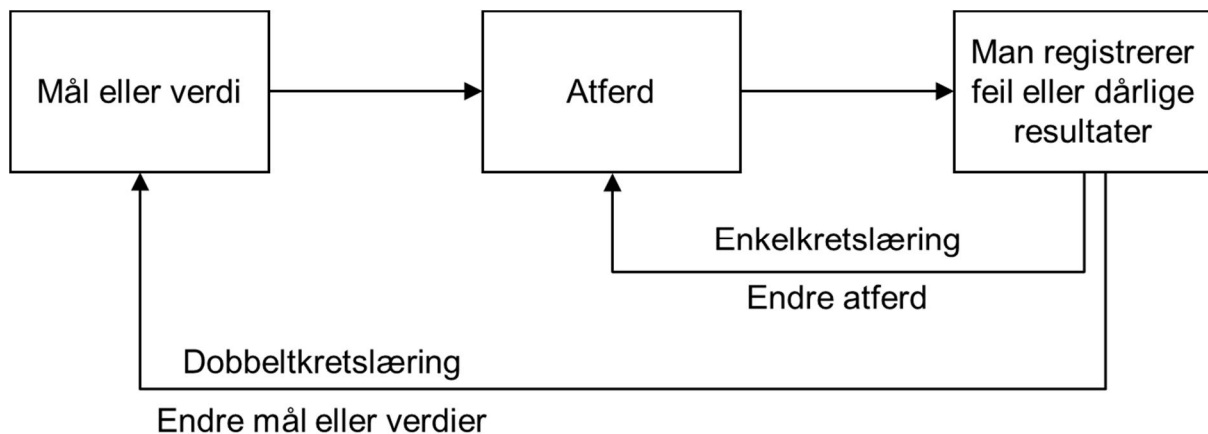 Mål eller verdi
Atferd
Man registrerer
feil eller dårlige
resultater
Enkelkretslæring
Endre atferd
Dobbeltkretslæring
Endre mål eller verdier